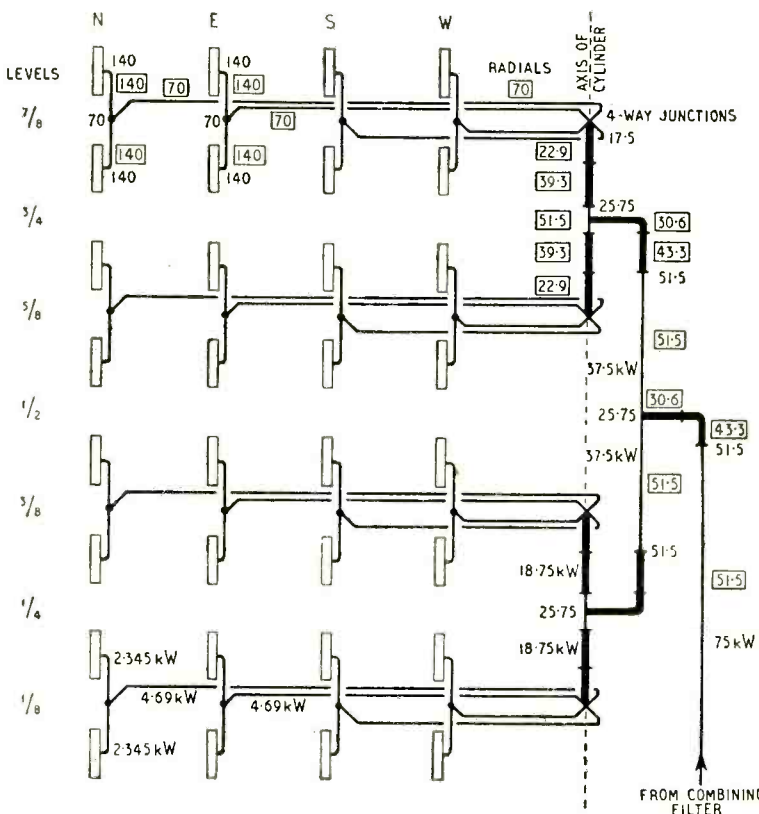 N E S W
AXIS OF CYLINDER
140 140
LEVELS
140 70 140 RADIALS
70
7/8 70 70 70 4-WAY JUNCTIONS
17·5
140 140 22·9
140 140 39·3
25·75
3/4 51·5 30·6
39·3 43·3
22·9 51·5
5/8
51·5
37·5kW
30·6
1/2 25·75
43·3
37·5kW 51·5
51·5
3/8
51·5
18·75kW
51·5
1/4 25·75
75kW
18·75kW
2·345kW
4·69kW 4·69kW
1/8
2·345kW
FROM COMBINING
FILTER